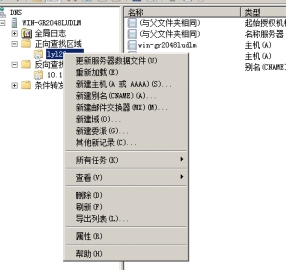 DNS
WIN-GR2048LUDLM
全局日志
正向查找区域
反向查找
10.1
条件转发
名称
类型
(与父文件夹相同)
起始授权机
(与父文件夹相同)
名称服务器
win-gr2048ludlm
主机(A)
主机(A)
别名(CNAME)
更新服务器数据文件(U)
重新加载(E)
新建主机(A 或 AAAA)(S)...
新建别名(CNAME)(A)...
新建邮件交换器(MX)(M)...
新建域(O)...
新建委派(G)...
其他新记录(C)...
所有任务(K)
查看(V)
删除(D)
刷新(F)
导出列表(L)...
属性(R)
帮助(H)